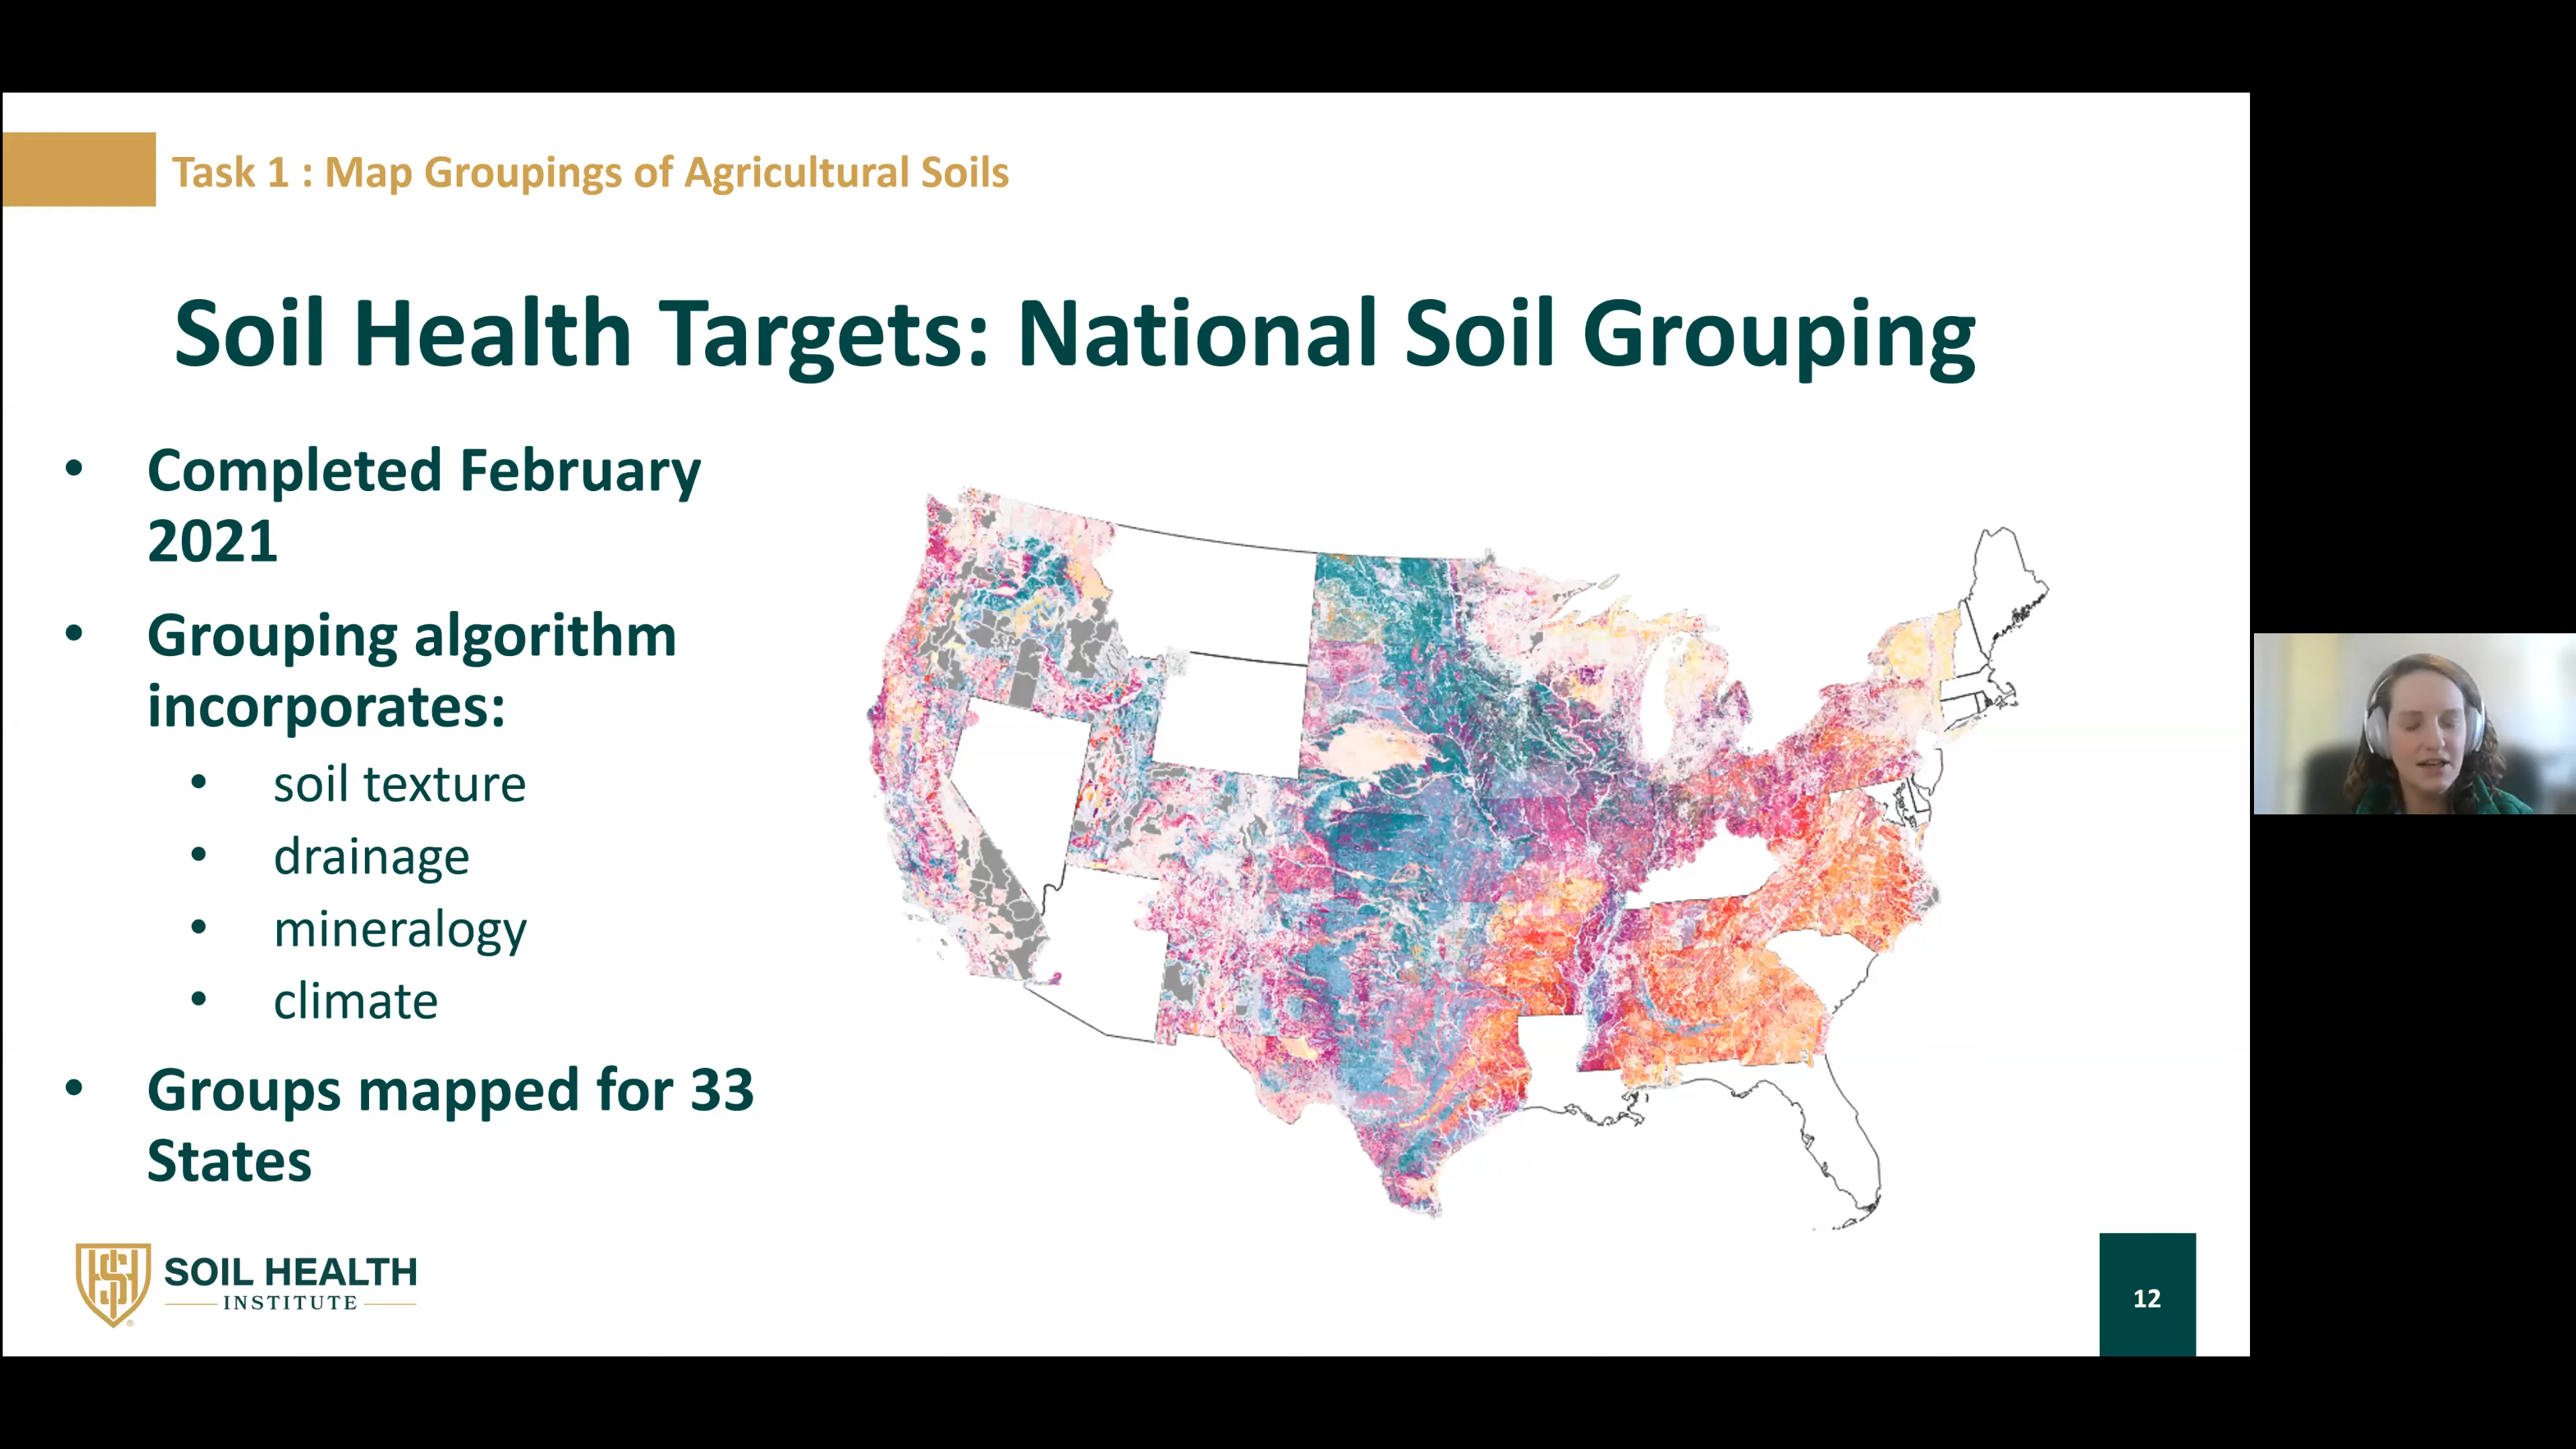 Task 1 : Map Groupings of Agricultural Soils
Soil Health Targets: National Soil Grouping
• Completed February
2021
• Grouping algorithm
incorporates:
• soil texture
• drainage
• mineralogy
• climate
• Groups mapped for 33
States
SOIL HEALTH
INSTITUTE
®
12